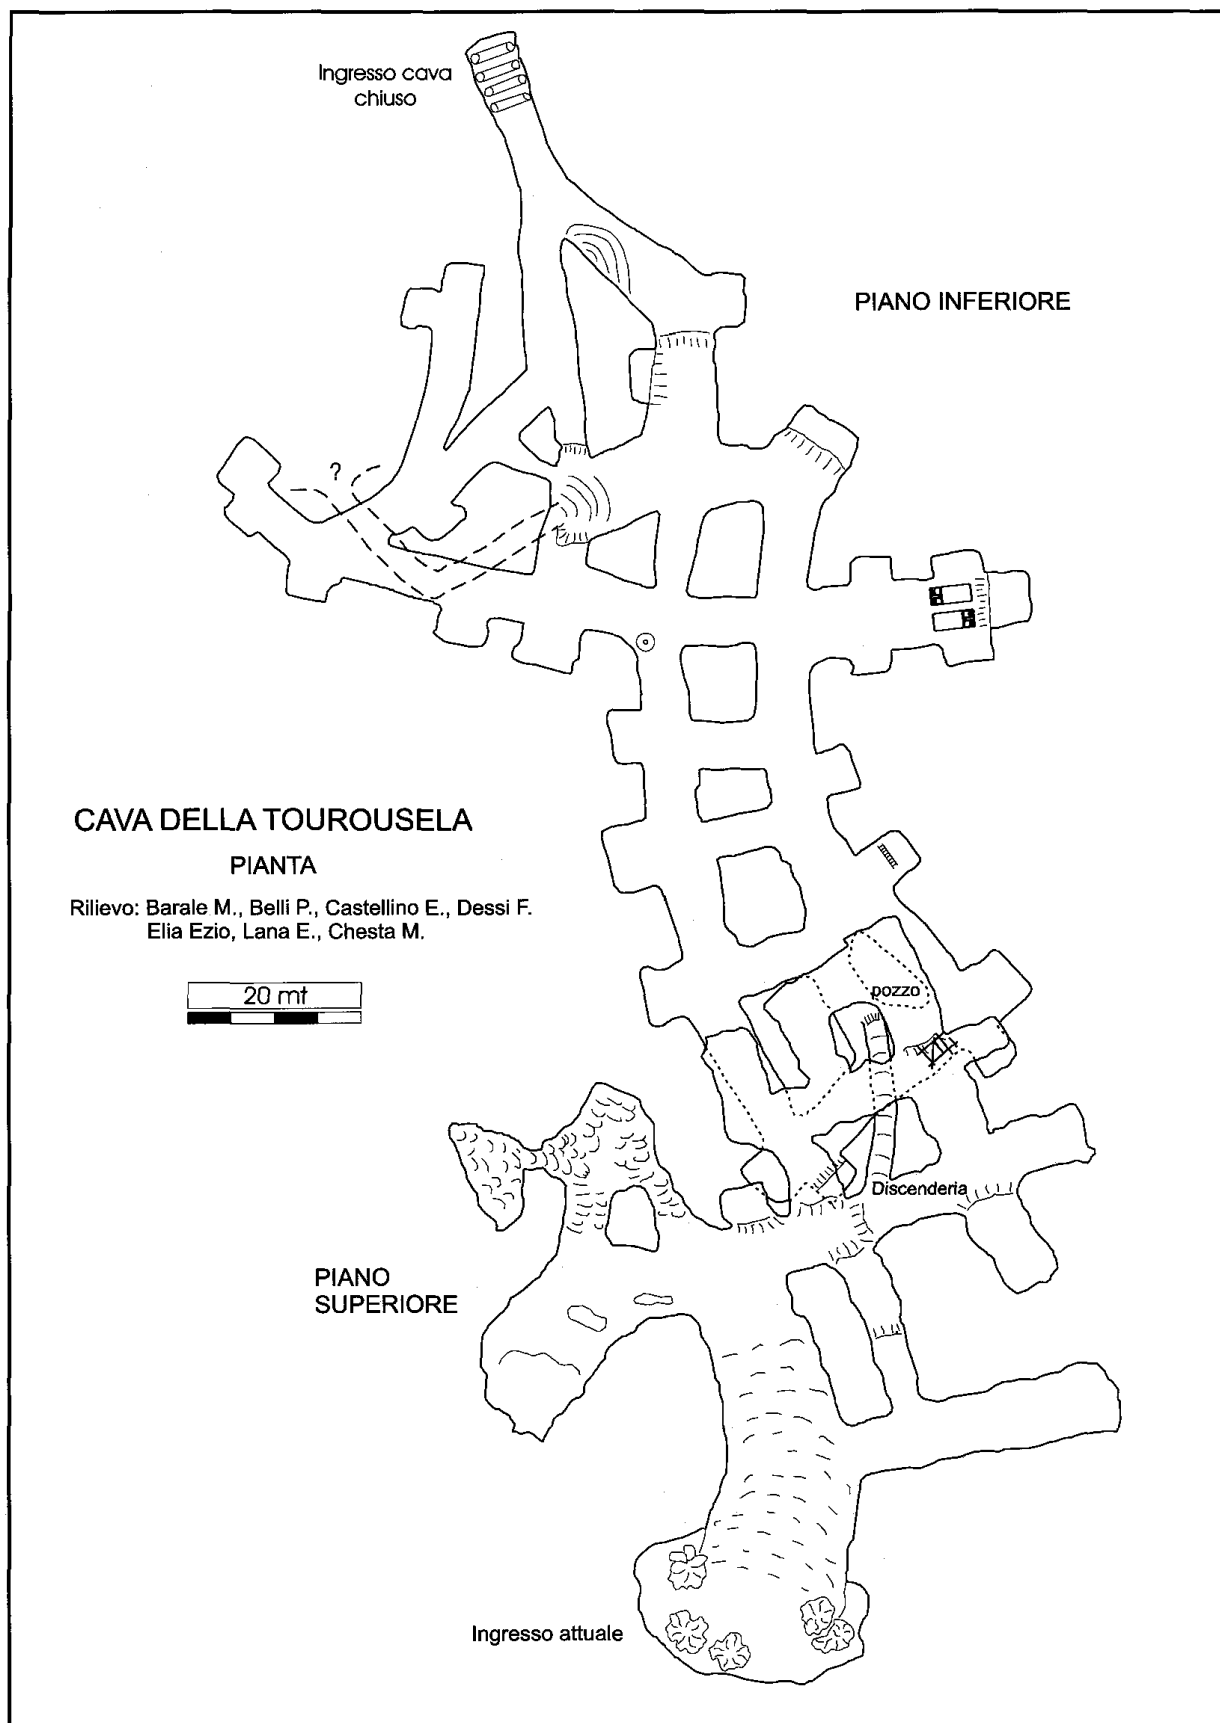 Ingresso cava
chiuso
PIANO INFERIORE
?
CAVA DELLA TOUROUSELA
PIANTA
Rilievo: Barale M., Belli P., Castellino E., Dessi F.
Elia Ezio, Lana E., Chesta M.
20 mt
pozzo
Discenderia
PIANO
SUPERIORE
Ingresso attuale